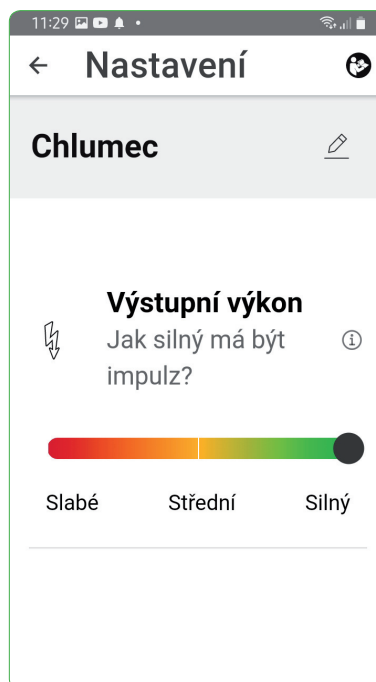 11:29
Nastavení
Chlumec
Výstupní výkon
Jak silný má být
impulz?
Slabé Střední Silný